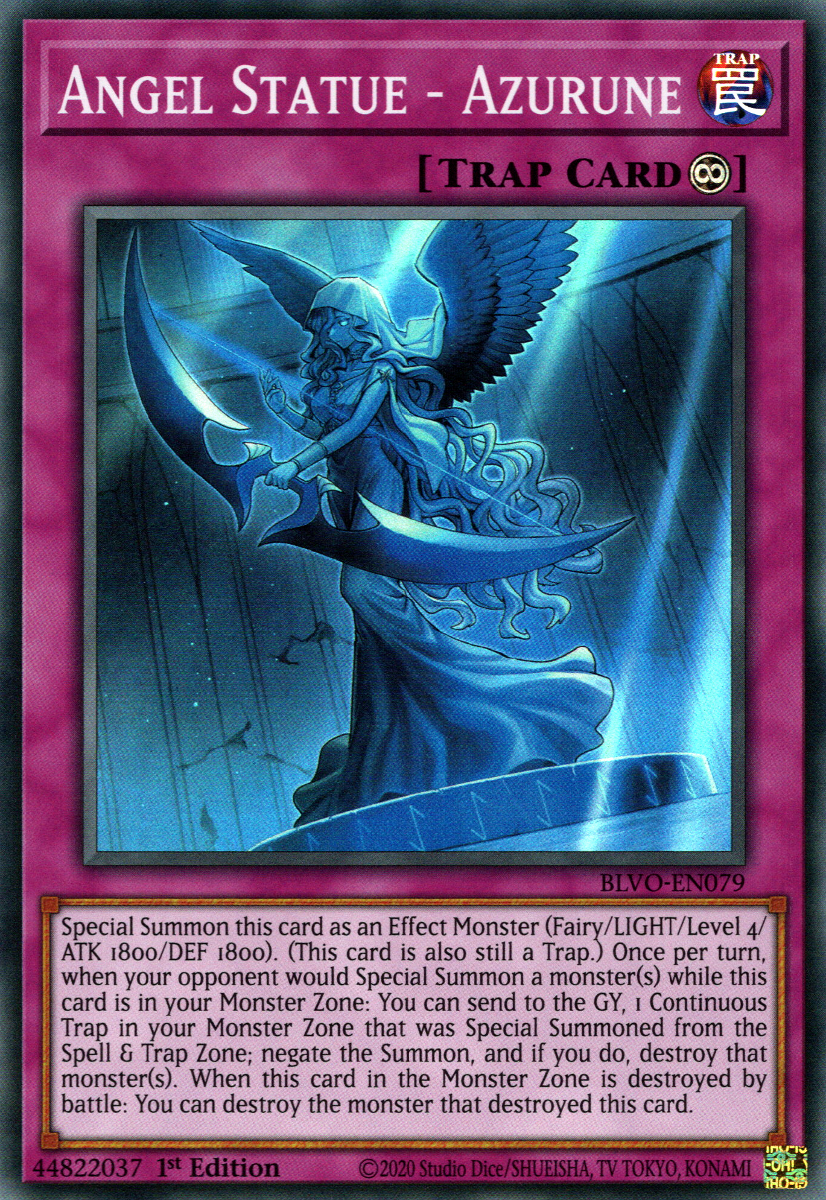 Angel Statue - Azurune
TRAP
罠
[Trap Card]
BLVO-EN079
Special Summon this card as an Effect Monster (Fairy/LIGHT/Level 4/
ATK 1800/DEF 1800). (This card is also still a Trap.) Once per turn,
when your opponent would Special Summon a monster(s) while this
card is in your Monster Zone: You can send to the GY, 1 Continuous
Trap in your Monster Zone that was Special Summoned from the
Spell & Trap Zone; negate the Summon, and if you do, destroy that
monster(s). When this card in the Monster Zone is destroyed by
battle: You can destroy the monster that destroyed this card.
44822037 1st Edition ©2020 Studio Dice/SHUEISHA, TV TOKYO, KONAMI